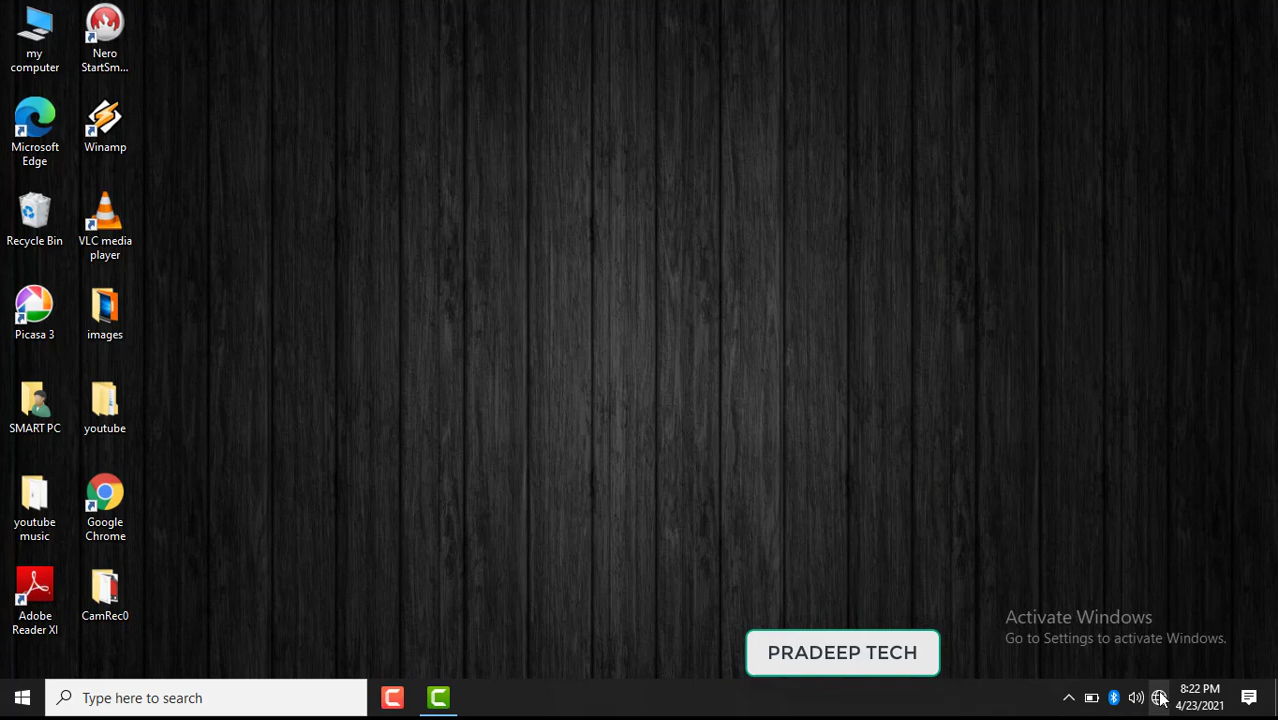 my
computer
Nero
StartSm...
Microsoft
Edge
Winamp
Recycle Bin
VLC media
player
Picasa 3
images
SMART PC
youtube
youtube
music
Google
Chrome
Adobe
Reader XI
CamRec0
Activate Windows
Go to Settings to activate Windows.
PRADEEP TECH
Type here to search
8:22 PM
4/23/2021